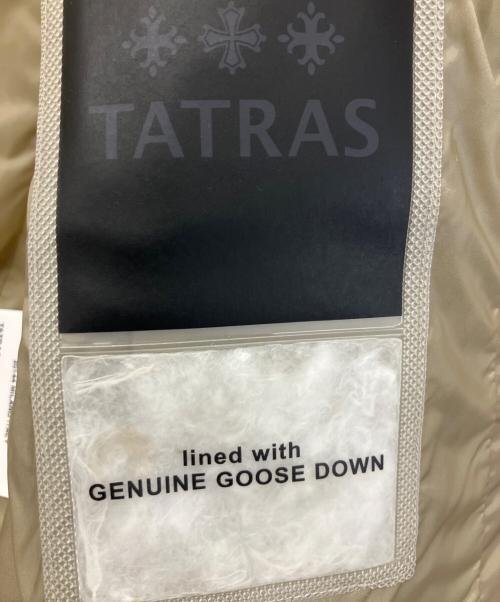 TATRAS
lined with
GENUINE GOOSE DOWN